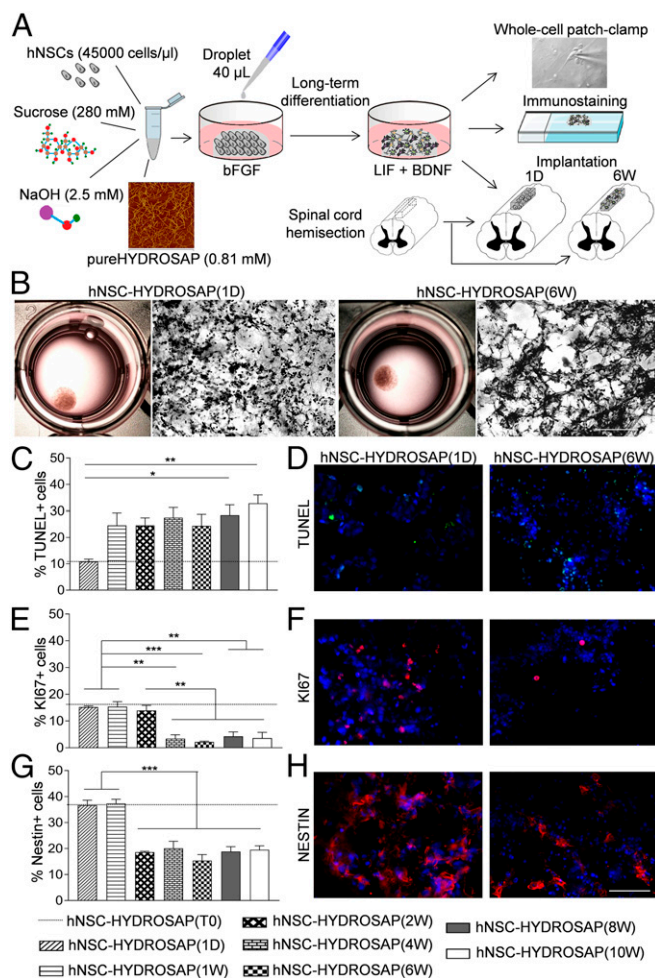 A
hNSCs (45000 cells/µl)
Sucrose (280 mM)
NaOH (2.5 mM)
pureHYDROSAP (0.81 mM)
Droplet
40 µL
bFGF
Long-term
differentiation
LIF + BDNF
Whole-cell patch-clamp
Immunostaining
Implantation
1D 6W
Spinal cord
hemisection
B
hNSC-HYDROSAP(1D) hNSC-HYDROSAP(6W)
C
% TUNEL+ cells
50
40
30
20
10
0
**
*
D
hNSC-HYDROSAP(1D) hNSC-HYDROSAP(6W)
TUNEL
E
% KI67+ cells
50
40
30
20
10
0
**
***
**
**
F
KI67
G
% Nestin+ cells
50
40
30
20
10
0
***
H
NESTIN
hNSC-HYDROSAP(T0)
hNSC-HYDROSAP(1D)
hNSC-HYDROSAP(1W)
hNSC-HYDROSAP(2W)
hNSC-HYDROSAP(4W)
hNSC-HYDROSAP(6W)
hNSC-HYDROSAP(8W)
hNSC-HYDROSAP(10W)